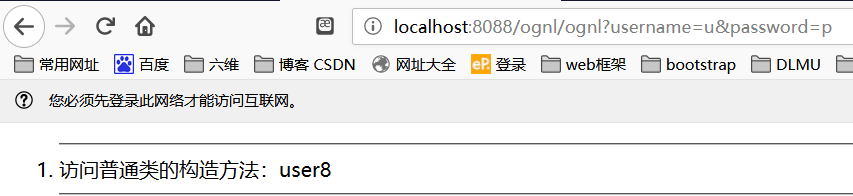 localhost:8088/ognl/ognl?username=u&password=p
常用网址 百度 六维 博客 CSDN 网址大全 eP. 登录 web框架 bootstrap DLMU
您必须先登录此网络才能访问互联网。
1. 访问普通类的构造方法：user8